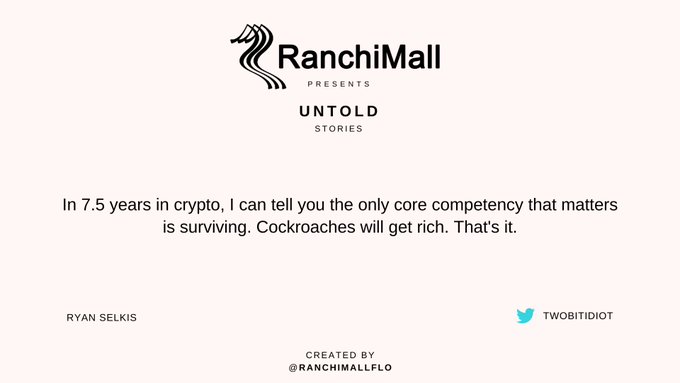 RanchiMall
PRESENTS
UNTOLD
STORIES
In 7.5 years in crypto, I can tell you the only core competency that matters
is surviving. Cockroaches will get rich. That's it.
RYAN SELKIS
TWOBITIDIOT
CREATED BY
@RANCHIMALLFLO